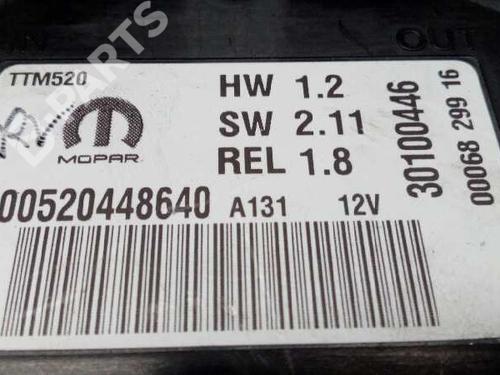 OUT
TTM520
MOPAR
HW 1.2
SW 2.11
REL 1.8
00520448640
A131
12V
30100446
00068 299 16
B-PARTS